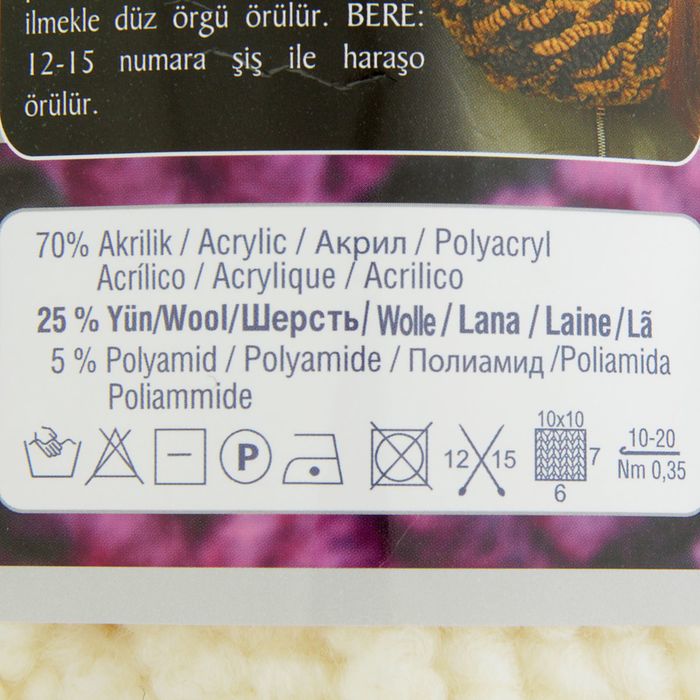 ilmekle düz örgü örülür. BERE:
12-15 numara şiş ile haraşo
örülür.
70% Akrilik / Acrylic / Акрил / Polyacryl
Acrílico / Acrylique / Acrilico
25 % Yün/Wool/Шерсть/ Wolle / Lana / Laine / Lã
5 % Polyamid / Polyamide / Полиамид /Poliamida
Poliammide
P
12 15
10x10
7
6
10-20
Nm 0,35